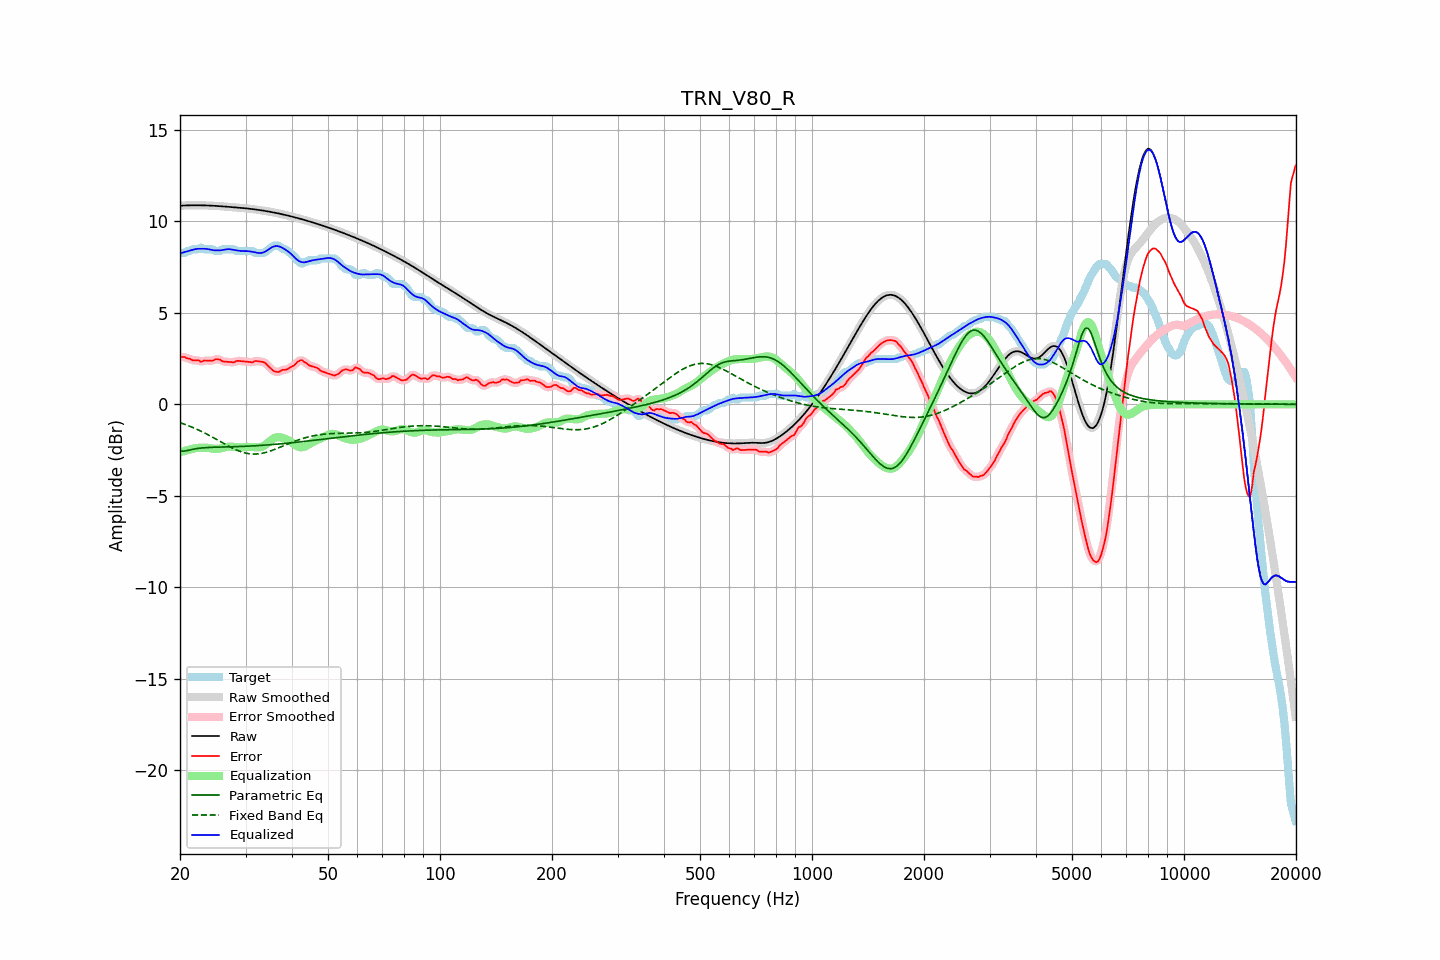 TRN_V80_R
15
10
5
0
−5
−10
−15
−20
Amplitude (dBr)
Target
Raw Smoothed
Error Smoothed
Raw
Error
Equalization
Parametric Eq
Fixed Band Eq
Equalized
20 50 100 200 500 1000 2000 5000 10000 20000
Frequency (Hz)